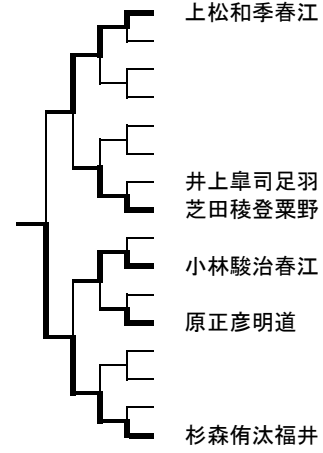 上松和季春江
井上皐司足羽
芝田稜登粟野
小林駿治春江
原正彦明道
杉森侑汰福井